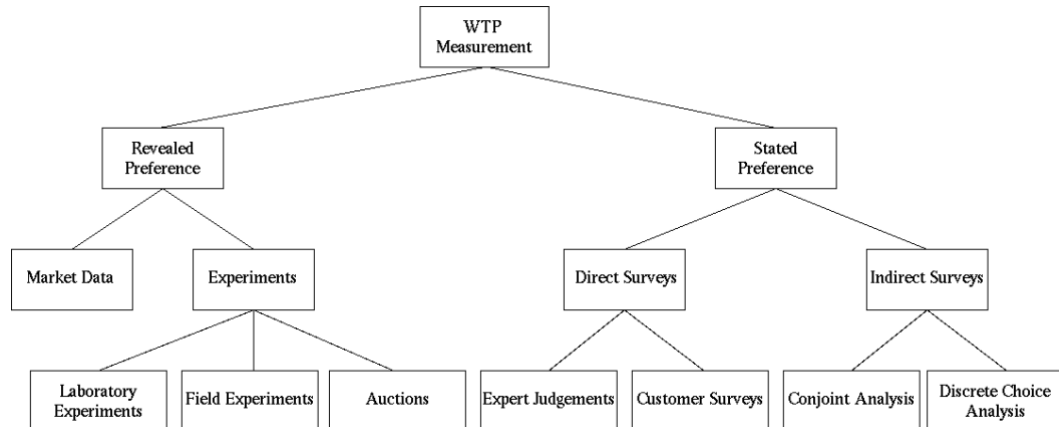 WTP
Measurement
Revealed
Preference
Stated
Preference
Market Data
Experiments
Direct Surveys
Indirect Surveys
Laboratory
Experiments
Field Experiments
Auctions
Expert Judgements
Customer Surveys
Conjoint Analysis
Discrete Choice
Analysis